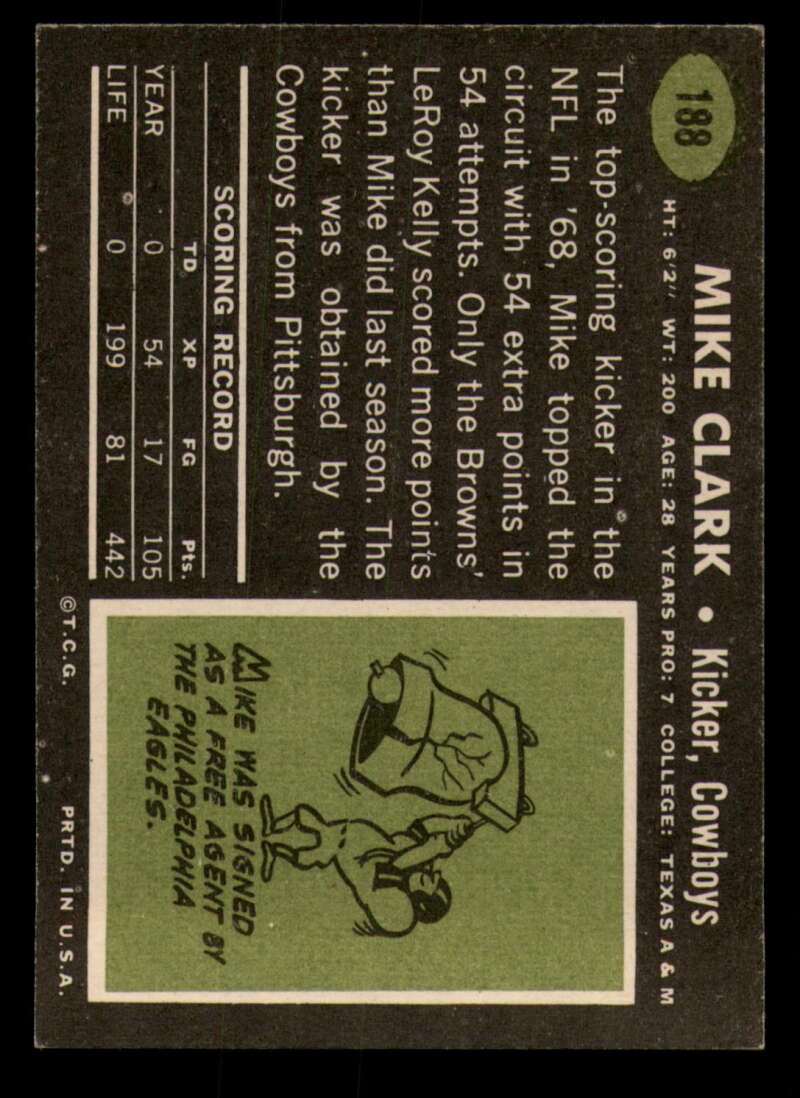 188
MIKE CLARK • Kicker, Cowboys
HT: 6'2" WT: 200 AGE: 28 YEARS PRO: 7 COLLEGE: TEXAS A & M
The top-scoring kicker in the
NFL in '68, Mike topped the
circuit with 54 extra points in
54 attempts. Only the Browns'
LeRoy Kelly scored more points
than Mike did last season. The
kicker was obtained by the
Cowboys from Pittsburgh.
SCORING RECORD
TD XP FG Pts.
YEAR 0 54 17 105
LIFE 0 199 81 442
MIKE WAS SIGNED
AS A FREE AGENT BY
THE PHILADELPHIA
EAGLES.
©T.C.G. PRTD. IN U.S.A.